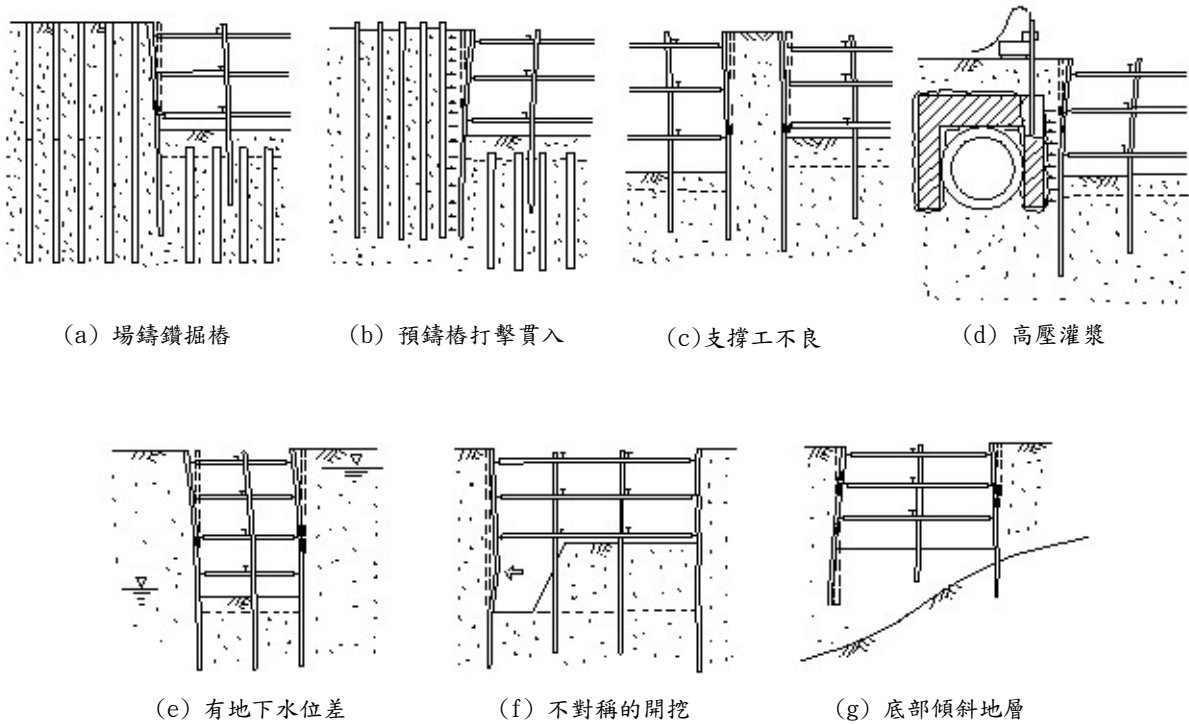 (a) 場鑄鑽掘樁
(b) 預鑄樁打擊貫入
(c)支撐工不良
(d) 高壓灌漿
(e) 有地下水位差
(f) 不對稱的開挖
(g) 底部傾斜地層